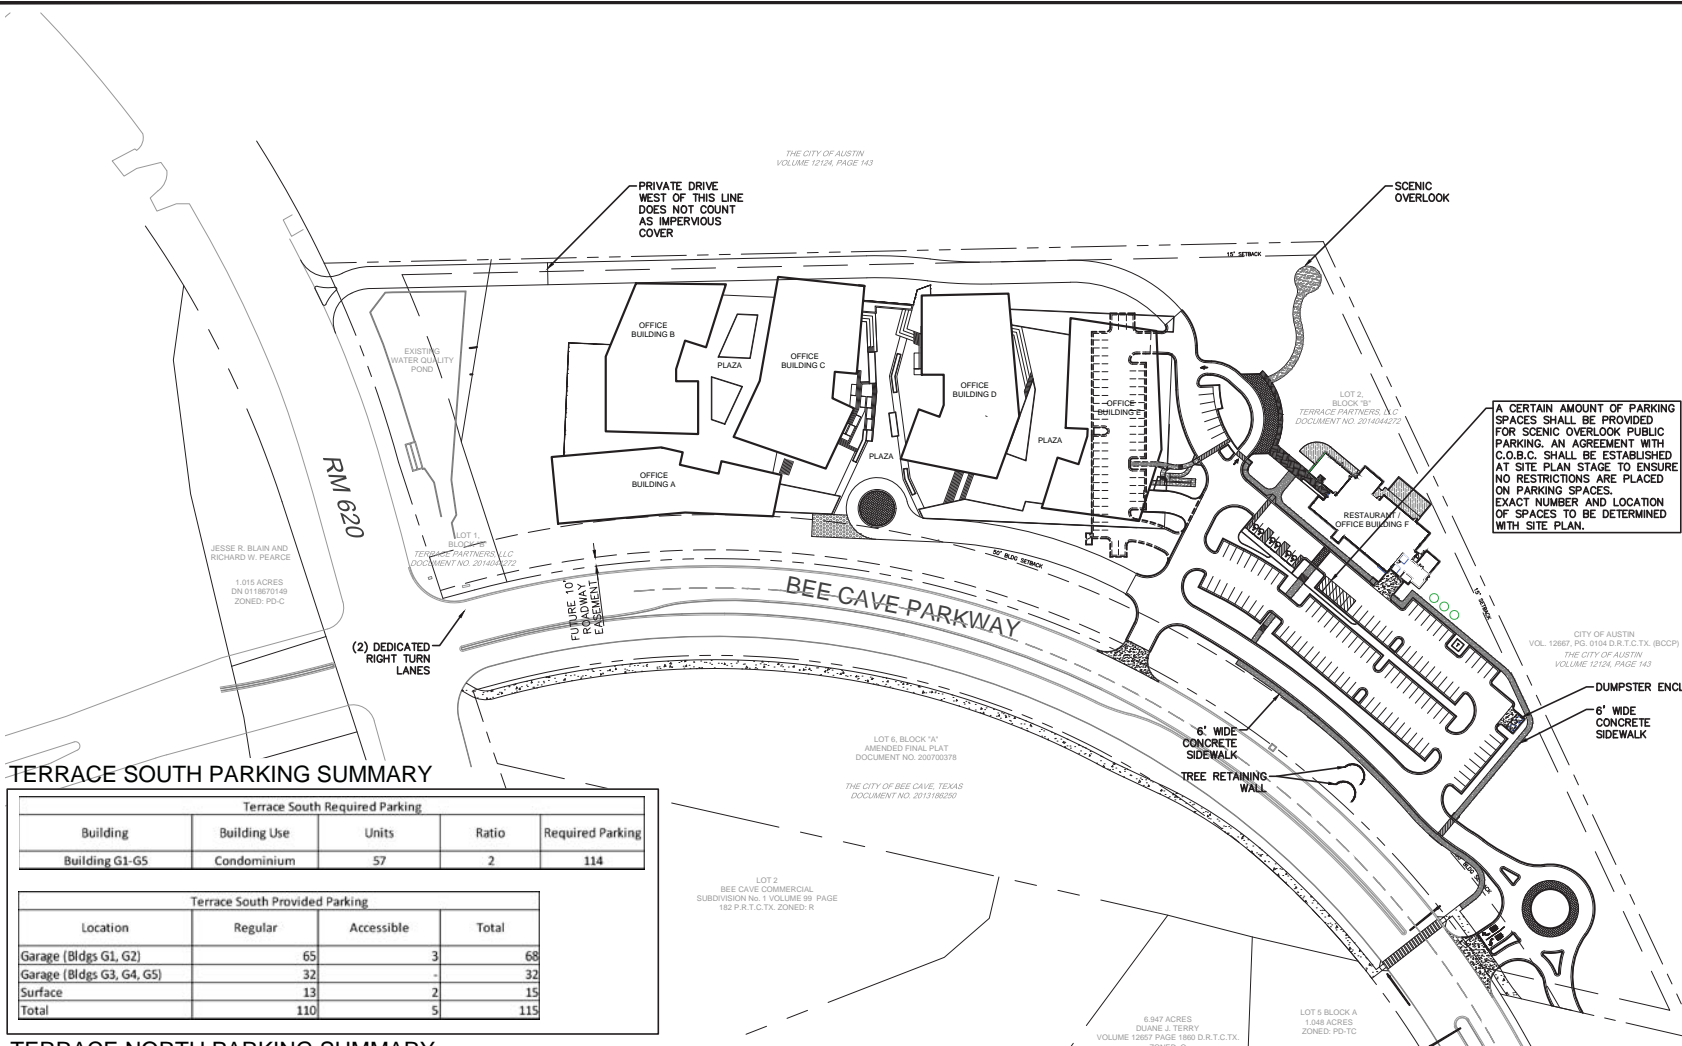 THE CITY OF AUSTIN
VOLUME 12124, PAGE 143
PRIVATE DRIVE
WEST OF THIS LINE
DOES NOT COUNT
AS IMPERVIOUS
COVER
SCENIC
OVERLOOK
15' SETBACK
OFFICE
BUILDING B
PLAZA
OFFICE
BUILDING C
OFFICE
BUILDING D
OFFICE
BUILDING E
PLAZA
PLAZA
OFFICE
BUILDING A
EXISTING
WATER QUALITY
POND
LOT 2,
BLOCK "B"
TERRACE PARTNERS, LLC
DOCUMENT NO. 2014044272
A CERTAIN AMOUNT OF PARKING
SPACES SHALL BE PROVIDED
FOR SCENIC OVERLOOK PUBLIC
PARKING. AN AGREEMENT WITH
C.O.B.C. SHALL BE ESTABLISHED
AT SITE PLAN STAGE TO ENSURE
NO RESTRICTIONS ARE PLACED
ON PARKING SPACES.
EXACT NUMBER AND LOCATION
OF SPACES TO BE DETERMINED
WITH SITE PLAN.
RESTAURANT /
OFFICE BUILDING F
RM 620
JESSE R. BLAIN AND
RICHARD W. PEARCE
1.015 ACRES
DN 0118670149
ZONED: PD-C
LOT 1,
BLOCK "B"
TERRACE PARTNERS, LLC
DOCUMENT NO. 2014044272
50' BLDG SETBACK
15' SETBACK
FUTURE 10'
ROADWAY
EASEMENT
BEE CAVE PARKWAY
(2) DEDICATED
RIGHT TURN
LANES
CITY OF AUSTIN
VOL. 12667, PG. 0104 D.R.T.C.TX. (BCCP)
THE CITY OF AUSTIN
VOLUME 12124, PAGE 143
DUMPSTER ENCL
6' WIDE
CONCRETE
SIDEWALK
6' WIDE
CONCRETE
SIDEWALK
TREE RETAINING
WALL
LOT 6, BLOCK "A"
AMENDED FINAL PLAT
DOCUMENT NO. 200700378
THE CITY OF BEE CAVE, TEXAS
DOCUMENT NO. 2013186250
BLDG SETBACK
LOT 2
BEE CAVE COMMERCIAL
SUBDIVISION No. 1 VOLUME 99 PAGE
182 P.R.T.C.TX. ZONED: R
6.947 ACRES
DUANE J. TERRY
VOLUME 12657 PAGE 1860 D.R.T.C.TX.
LOT 5 BLOCK A
1.048 ACRES
ZONED: PD-TC
TERRACE SOUTH PARKING SUMMARY
Terrace South Required Parking
Building Building Use Units Ratio Required Parking
Building G1-G5 Condominium 57 2 114
Terrace South Provided Parking
Location Regular Accessible Total
Garage (Bldgs G1, G2) 65 3 68
Garage (Bldgs G3, G4, G5) 32 - 32
Surface 13 2 15
Total 110 5 115
TERRACE NORTH PARKING SUMMARY